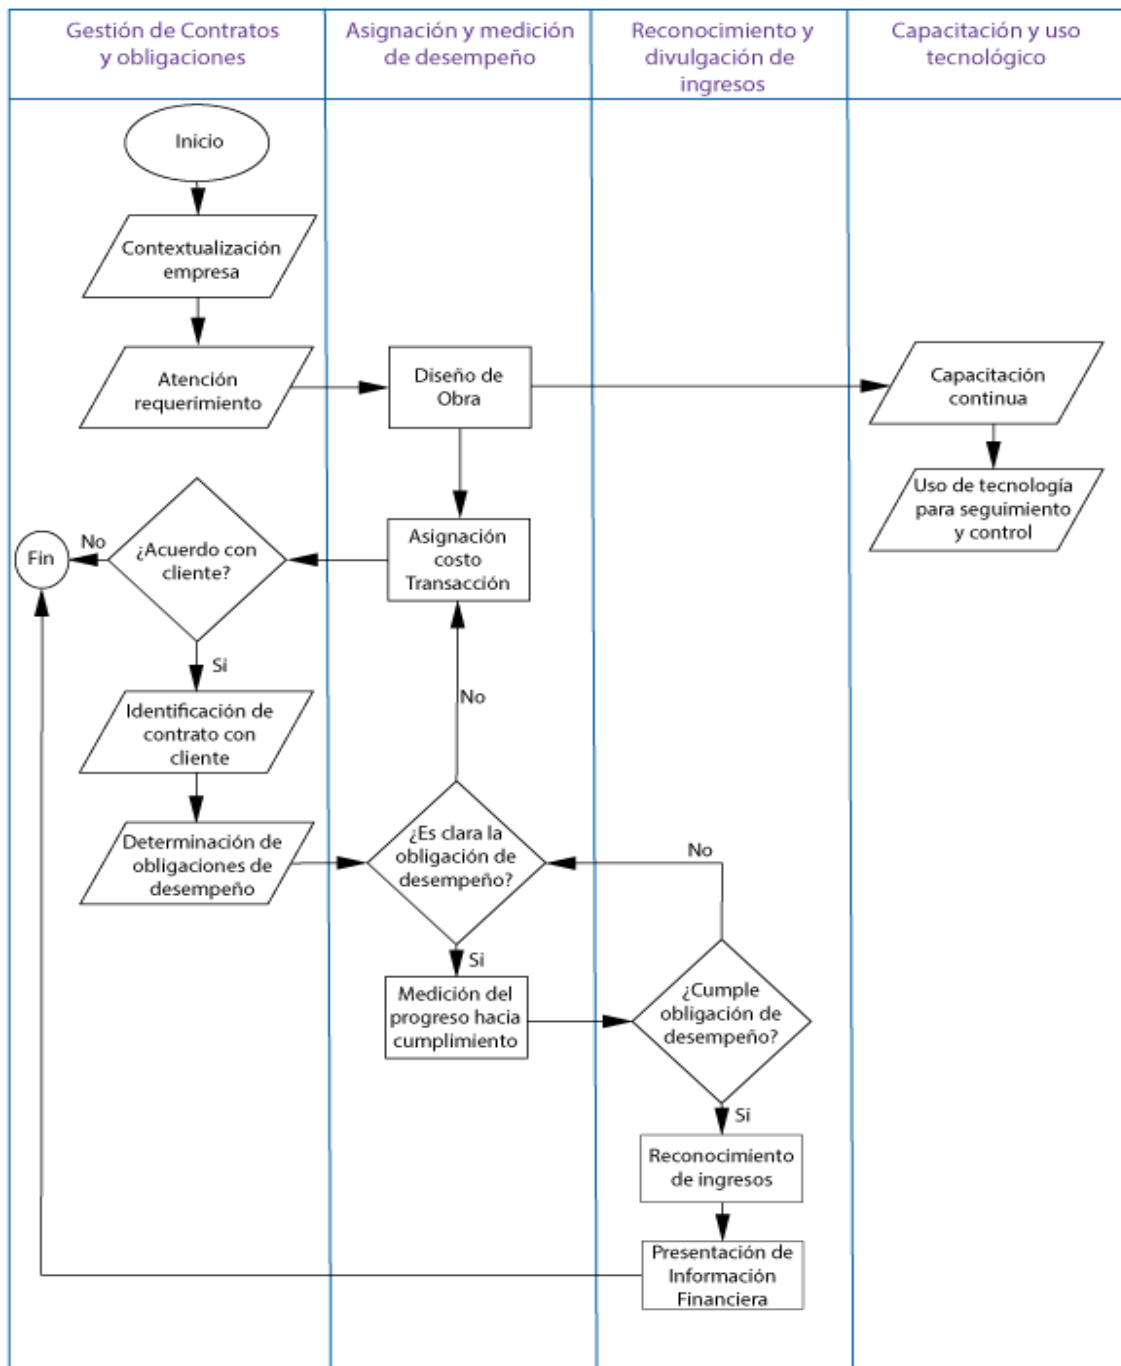 Gestión de Contratos
y obligaciones
Asignación y medición
de desempeño
Reconocimiento y
divulgación de
ingresos
Capacitación y uso
tecnológico
Inicio
Contextualización
empresa
Atención
requerimiento
Diseño de
Obra
Capacitación
continua
Uso de tecnología
para seguimiento
y control
Asignación
costo
Transacción
¿Acuerdo con
cliente?
No
Fin
Si
Identificación de
contrato con
cliente
Determinación de
obligaciones de
desempeño
No
¿Es clara la
obligación de
desempeño?
No
Si
Medición del
progreso hacia
cumplimiento
¿Cumple
obligación de
desempeño?
Si
Reconocimiento
de ingresos
Presentación de
Información
Financiera